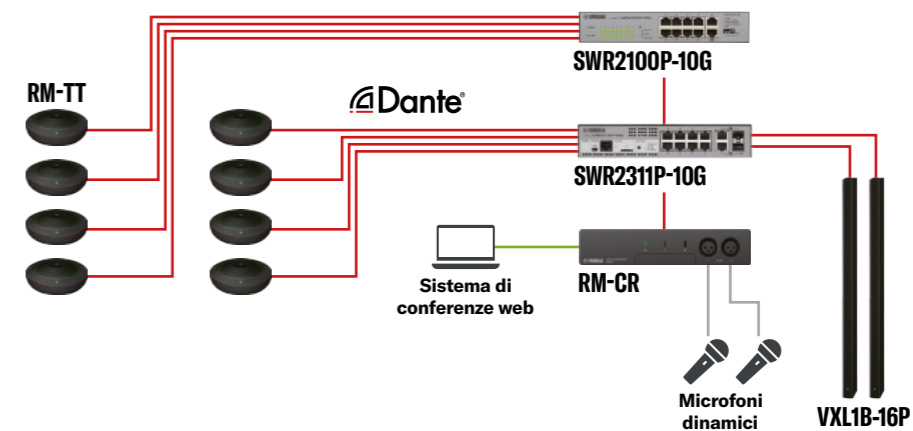 SWR2100P-10G
RM-TT
Dante®
SWR2311P-10G
Sistema di
conferenze web
RM-CR
Microfoni
dinamici
VXL1B-16P